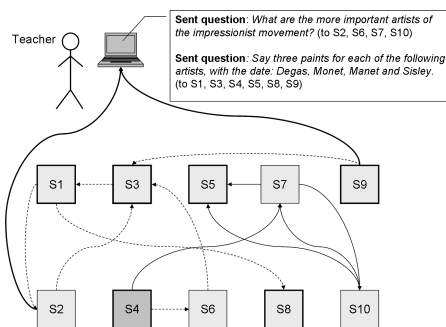 Teacher
Sent question: What are the more important artists of
the impressionist movement? (to S2, S6, S7, S10)
Sent question: Say three paints for each of the following
artists, with the date: Degas, Monet, Manet and Sisley.
(to S1, S3, S4, S5, S8, S9)
S1 S3 S5 S7 S9
S2 S4 S6 S8 S10